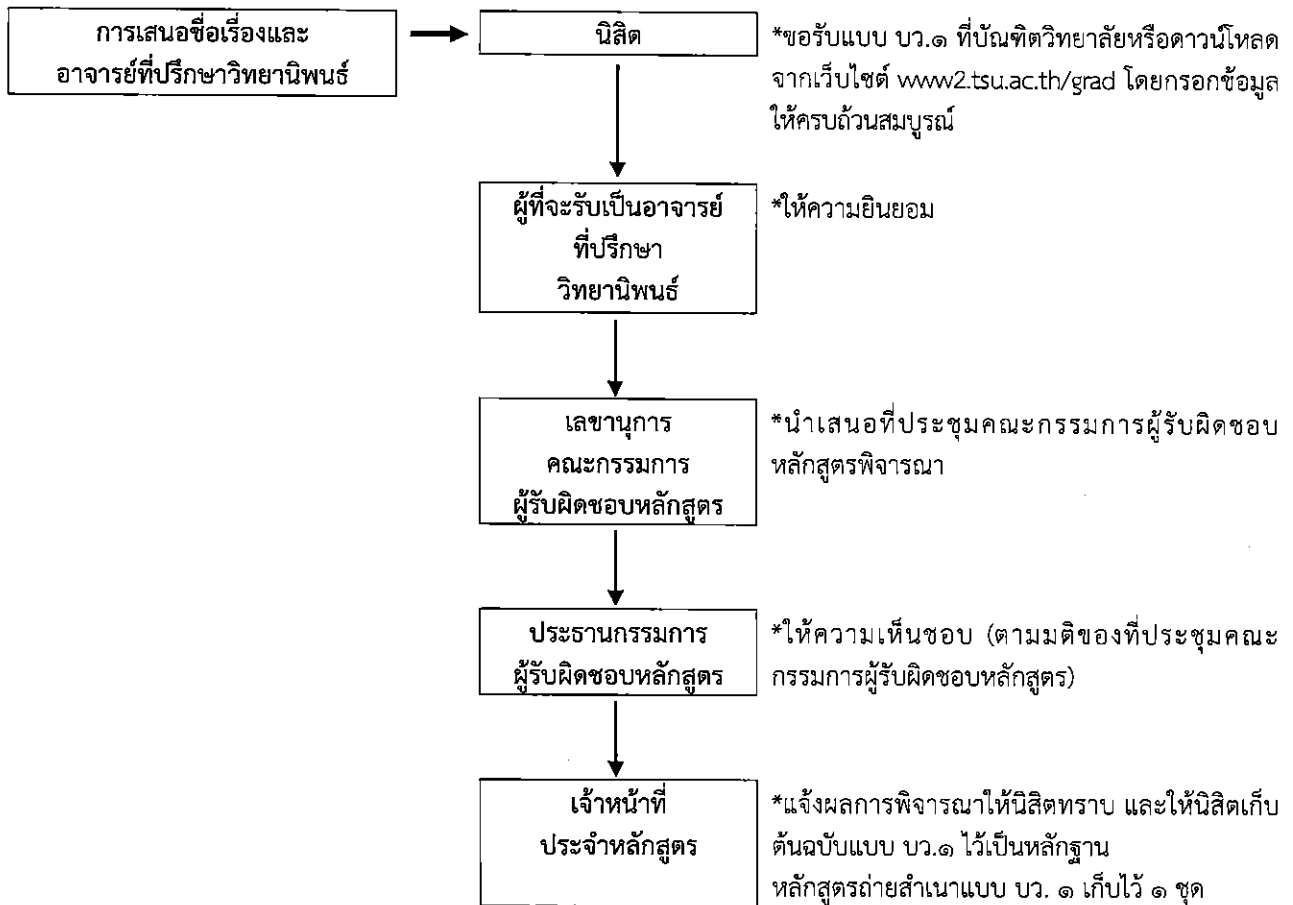 การเสนอชื่อเรื่องและ
อาจารย์ที่ปรึกษาวิทยานิพนธ์
นิสิต
*ขอรับแบบ บว.๑ ที่บัณฑิตวิทยาลัยหรือดาวน์โหลด
จากเว็บไซต์ www2.tsu.ac.th/grad โดยกรอกข้อมูล
ให้ครบถ้วนสมบูรณ์
ผู้ที่จะรับเป็นอาจารย์
ที่ปรึกษา
วิทยานิพนธ์
*ให้ความยินยอม
เลขานุการ
คณะกรรมการ
ผู้รับผิดชอบหลักสูตร
*นำเสนอที่ประชุมคณะกรรมการผู้รับผิดชอบ
หลักสูตรพิจารณา
ประธานกรรมการ
ผู้รับผิดชอบหลักสูตร
*ให้ความเห็นชอบ (ตามมติของที่ประชุมคณะ
กรรมการผู้รับผิดชอบหลักสูตร)
เจ้าหน้าที่
ประจำหลักสูตร
*แจ้งผลการพิจารณาให้นิสิตทราบ และให้นิสิตเก็บ
ต้นฉบับแบบ บว.๑ ไว้เป็นหลักฐาน
หลักสูตรถ่ายสำเนาแบบ บว. ๑ เก็บไว้ ๑ ชุด